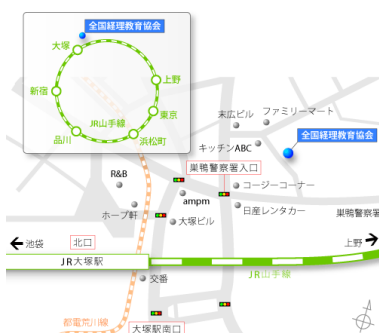 全国経理教育協会
大塚
上野
新宿
東京
JR山手線
品川
浜松町
末広ビル
ファミリーマート
全国経理教育協会
キッチンABC
巣鴨警察署入口
R&B
コージーコーナー
ampm
ホープ軒
日産レンタカー
巣鴨警察署
大塚ビル
池袋
北口
上野
JR大塚駅
JR山手線
交番
都電荒川線
大塚駅南口